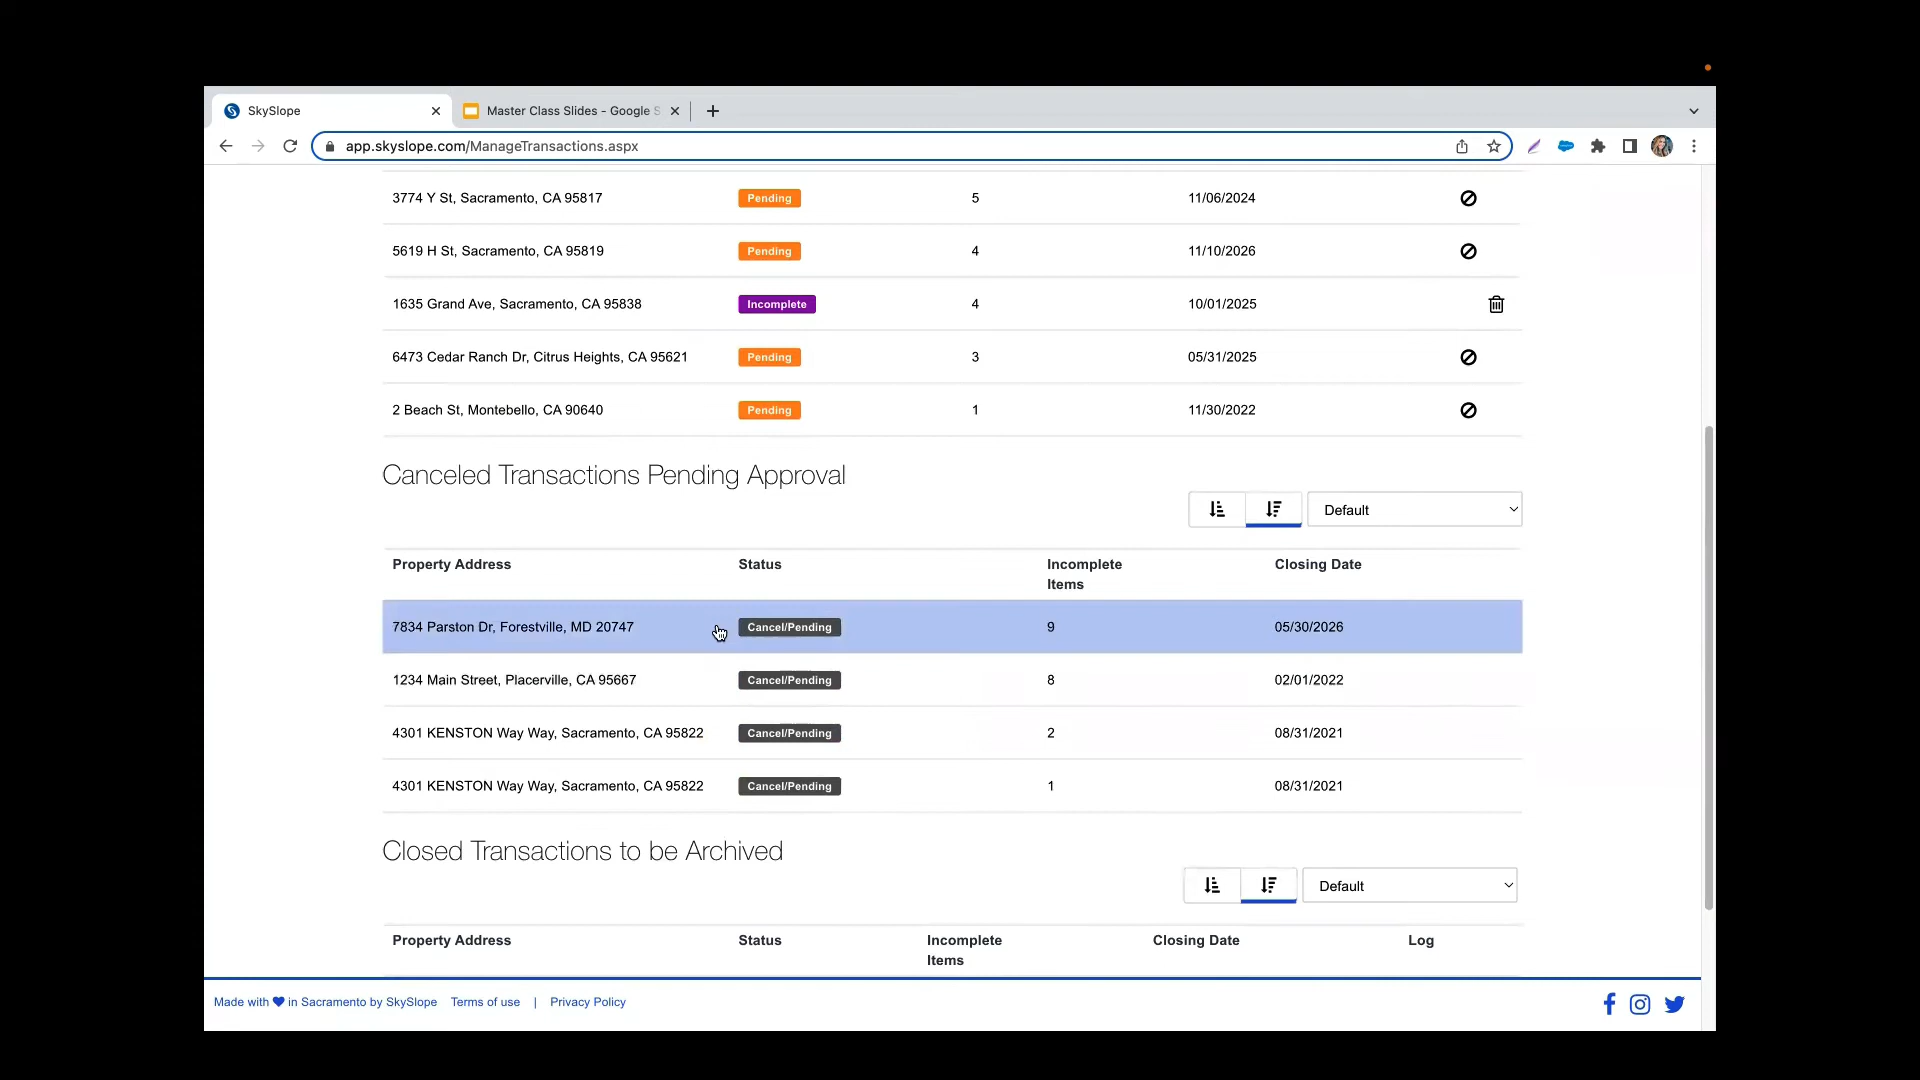 SkySlope
Master Class Slides - Google S
app.skyslope.com/ManageTransactions.aspx
3774 Y St, Sacramento, CA 95817 Pending 5 11/06/2024
5619 H St, Sacramento, CA 95819 Pending 4 11/10/2026
1635 Grand Ave, Sacramento, CA 95838 Incomplete 4 10/01/2025
6473 Cedar Ranch Dr, Citrus Heights, CA 95621 Pending 3 05/31/2025
2 Beach St, Montebello, CA 90640 Pending 1 11/30/2022
Canceled Transactions Pending Approval
Default
Property Address Status Incomplete Items Closing Date
7834 Parston Dr, Forestville, MD 20747 Cancel/Pending 9 05/30/2026
1234 Main Street, Placerville, CA 95667 Cancel/Pending 8 02/01/2022
4301 KENSTON Way Way, Sacramento, CA 95822 Cancel/Pending 2 08/31/2021
4301 KENSTON Way Way, Sacramento, CA 95822 Cancel/Pending 1 08/31/2021
Closed Transactions to be Archived
Default
Property Address Status Incomplete Items Closing Date Log
Made with in Sacramento by SkySlope Terms of use | Privacy Policy